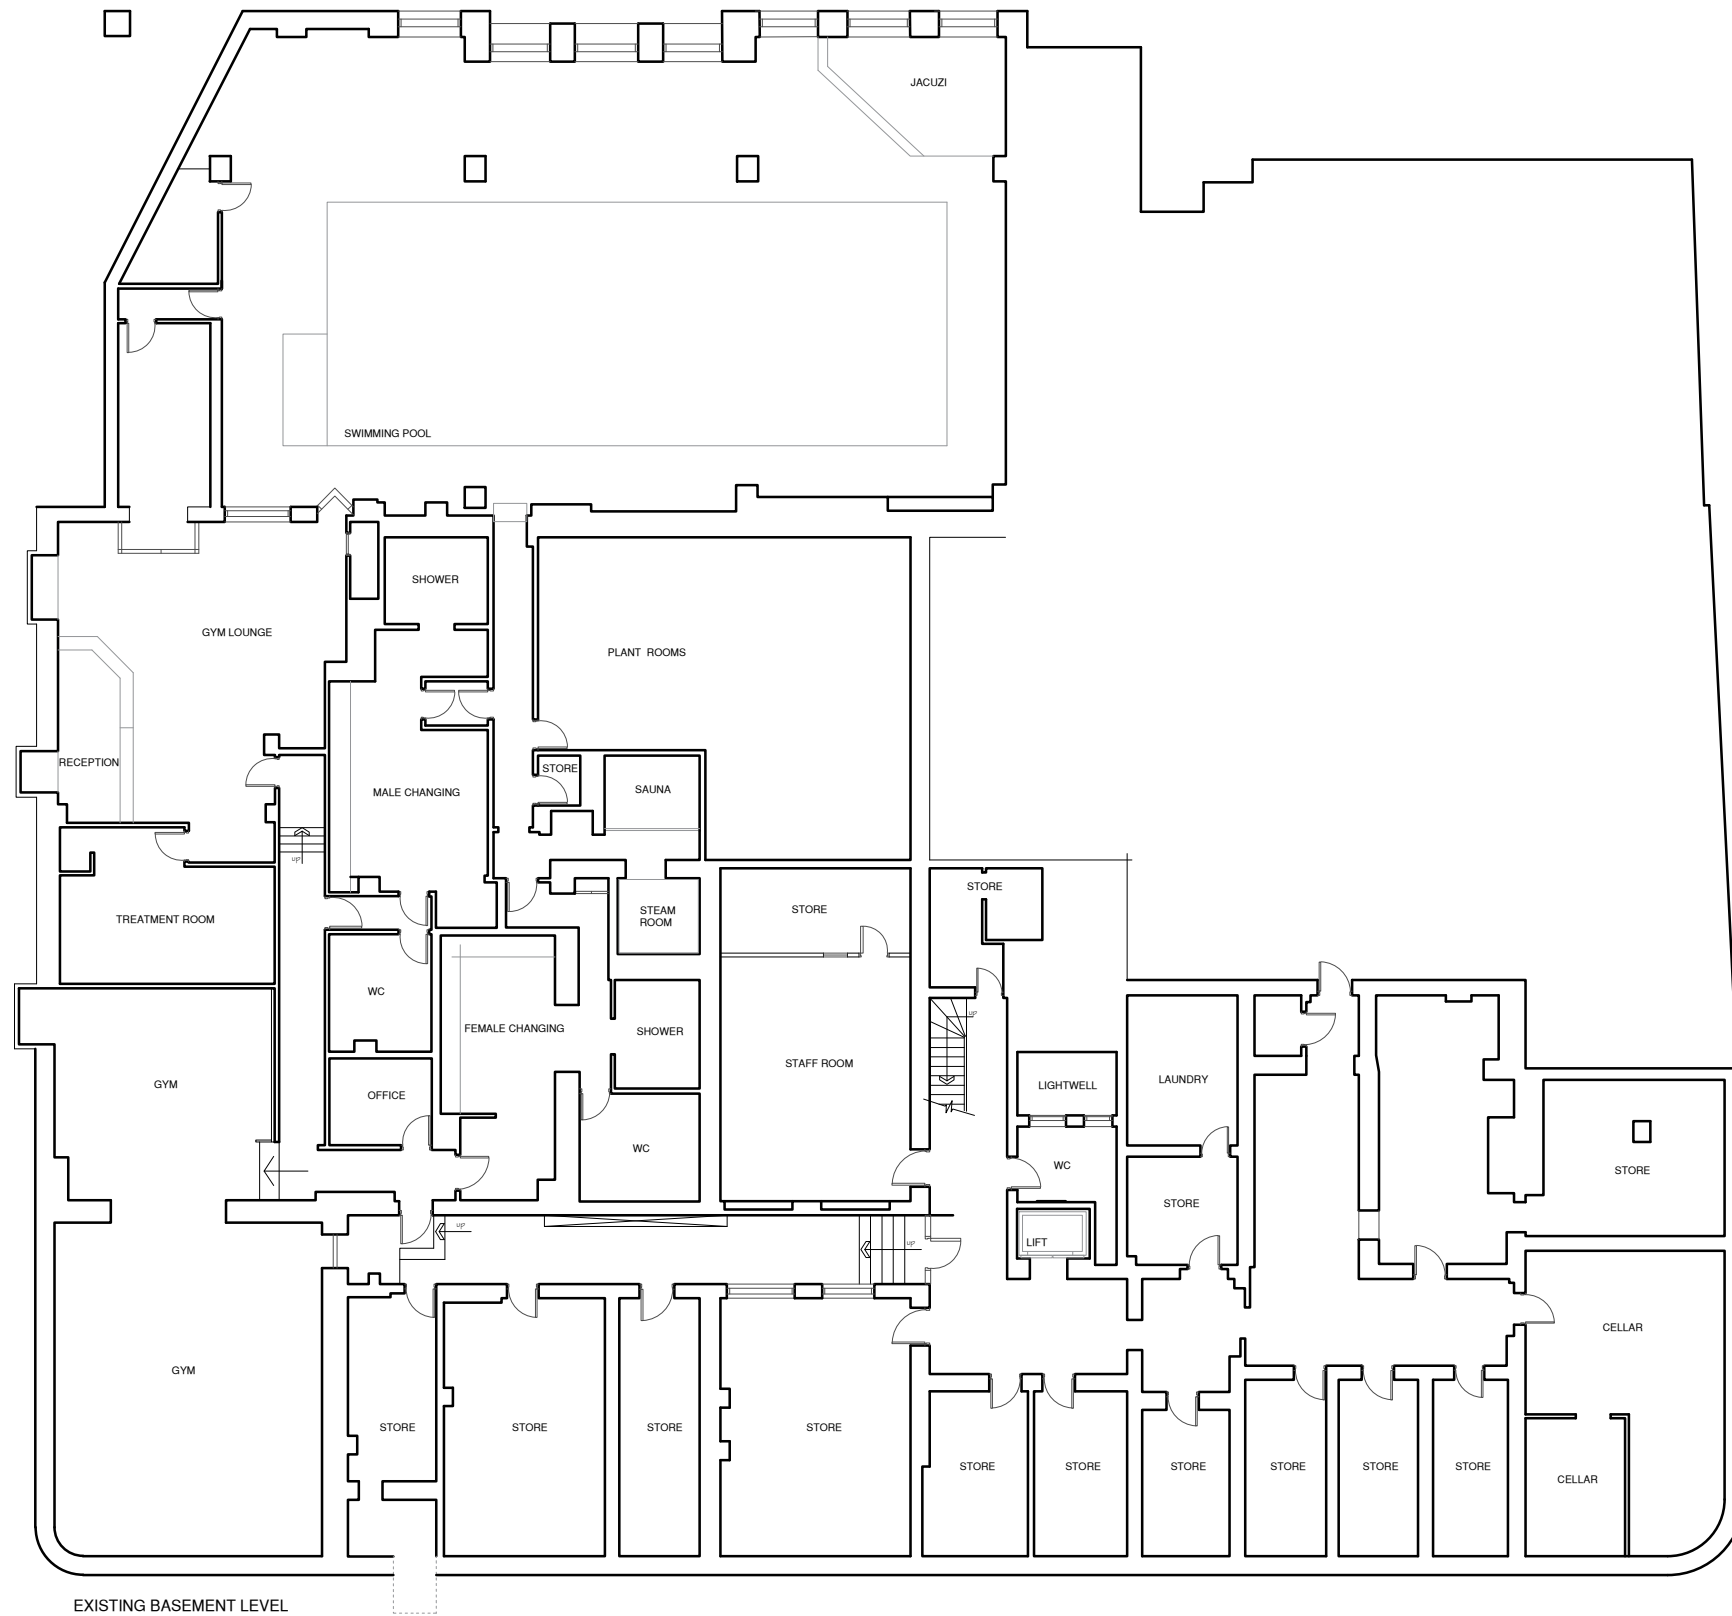 JACUZI
SWIMMING POOL
SHOWER
GYM LOUNGE
PLANT ROOMS
RECEPTION
STORE
SAUNA
MALE CHANGING
up
STORE
STORE
STEAM
ROOM
TREATMENT ROOM
WC
up
FEMALE CHANGING
SHOWER
STAFF ROOM
GYM
LIGHTWELL
LAUNDRY
OFFICE
WC
WC
STORE
STORE
up
up
LIFT
CELLAR
GYM
STORE
STORE
STORE
STORE
STORE
STORE
STORE
STORE
STORE
STORE
CELLAR
EXISTING BASEMENT LEVEL